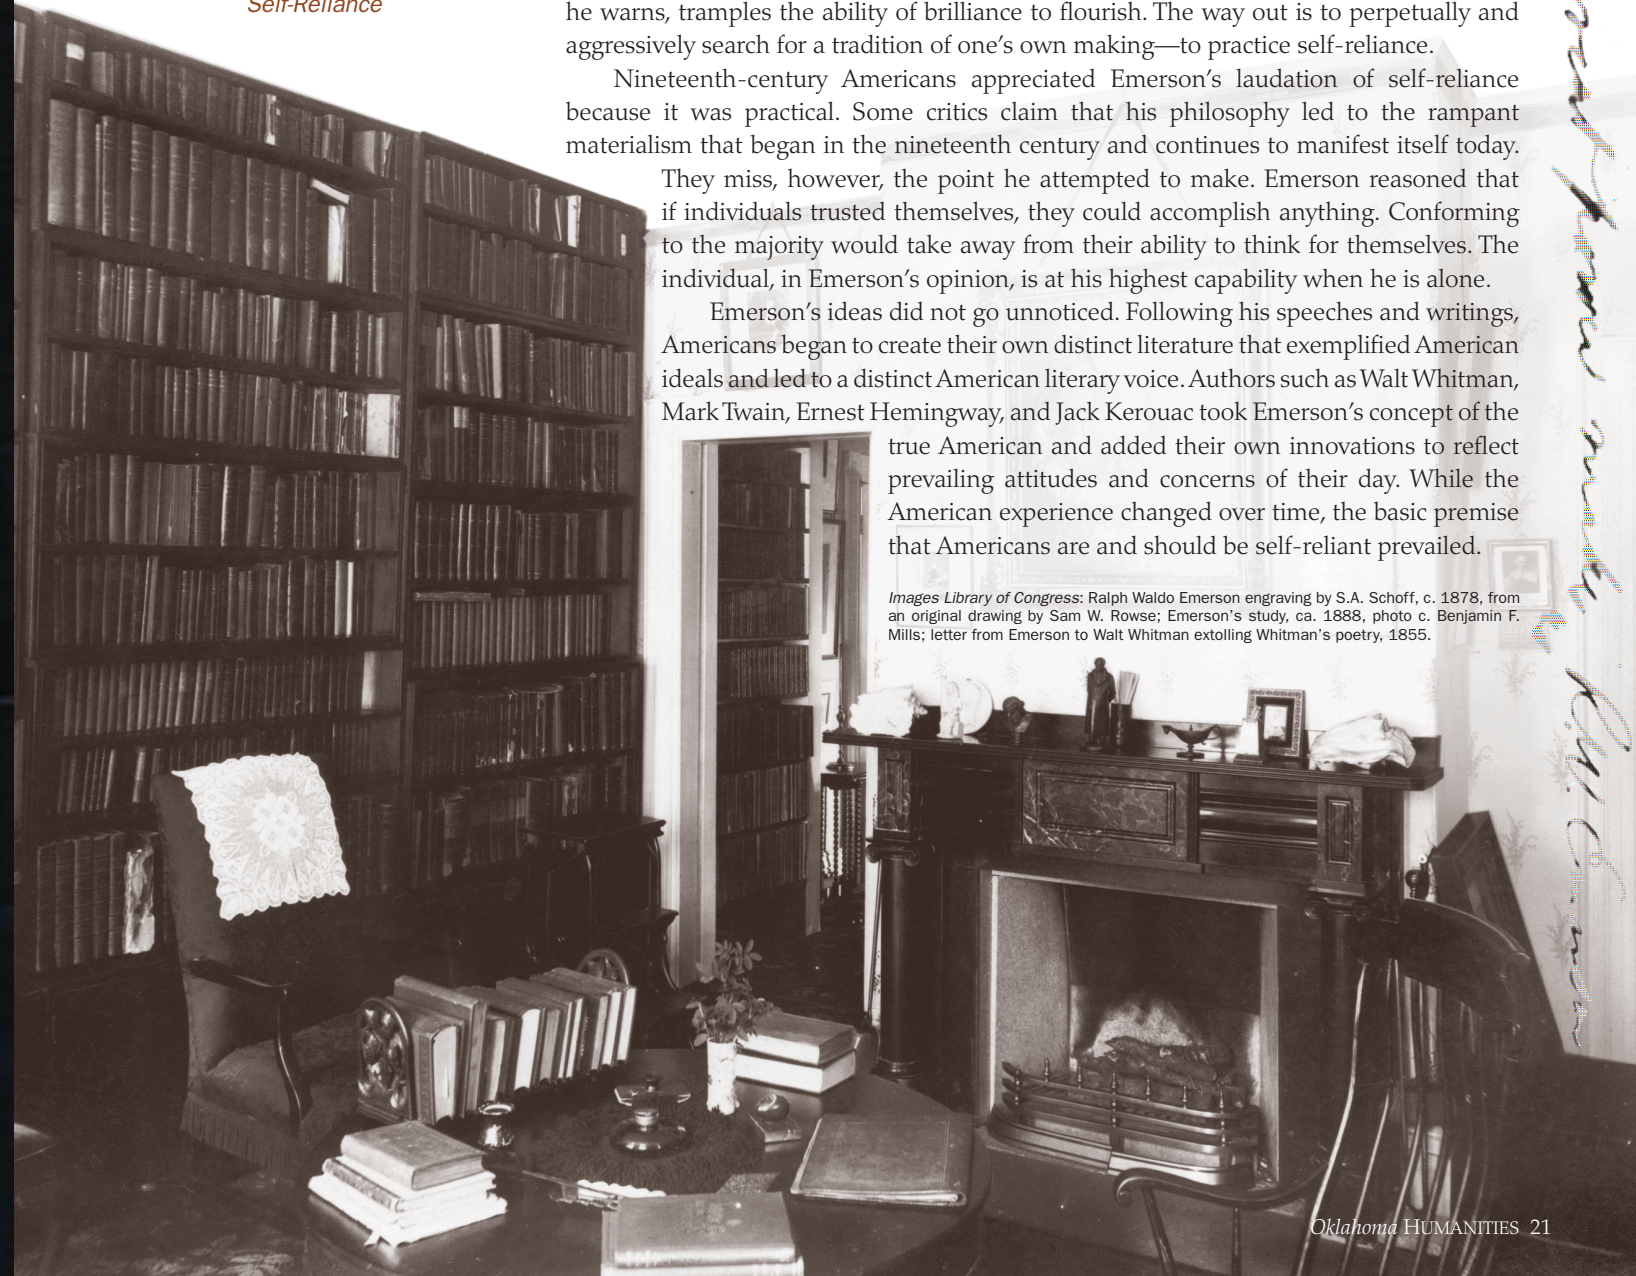 Self-Reliance
he warns, tramples the ability of brilliance to flourish. The way out is to perpetually and
aggressively search for a tradition of one's own making—to practice self-reliance.
Nineteenth-century Americans appreciated Emerson's laudation of self-reliance
because it was practical. Some critics claim that his philosophy led to the rampant
materialism that began in the nineteenth century and continues to manifest itself today.
They miss, however, the point he attempted to make. Emerson reasoned that
if individuals trusted themselves, they could accomplish anything. Conforming
to the majority would take away from their ability to think for themselves. The
individual, in Emerson's opinion, is at his highest capability when he is alone.
Emerson's ideas did not go unnoticed. Following his speeches and writings,
Americans began to create their own distinct literature that exemplified American
ideals and led to a distinct American literary voice. Authors such as Walt Whitman,
Mark Twain, Ernest Hemingway, and Jack Kerouac took Emerson's concept of the
true American and added their own innovations to reflect
prevailing attitudes and concerns of their day. While the
American experience changed over time, the basic premise
that Americans are and should be self-reliant prevailed.
Images Library of Congress: Ralph Waldo Emerson engraving by S.A. Schoff, c. 1878, from
an original drawing by Sam W. Rowse; Emerson's study, ca. 1888, photo c. Benjamin F.
Mills; letter from Emerson to Walt Whitman extolling Whitman's poetry, 1855.
Oklahoma HUMANITIES 21